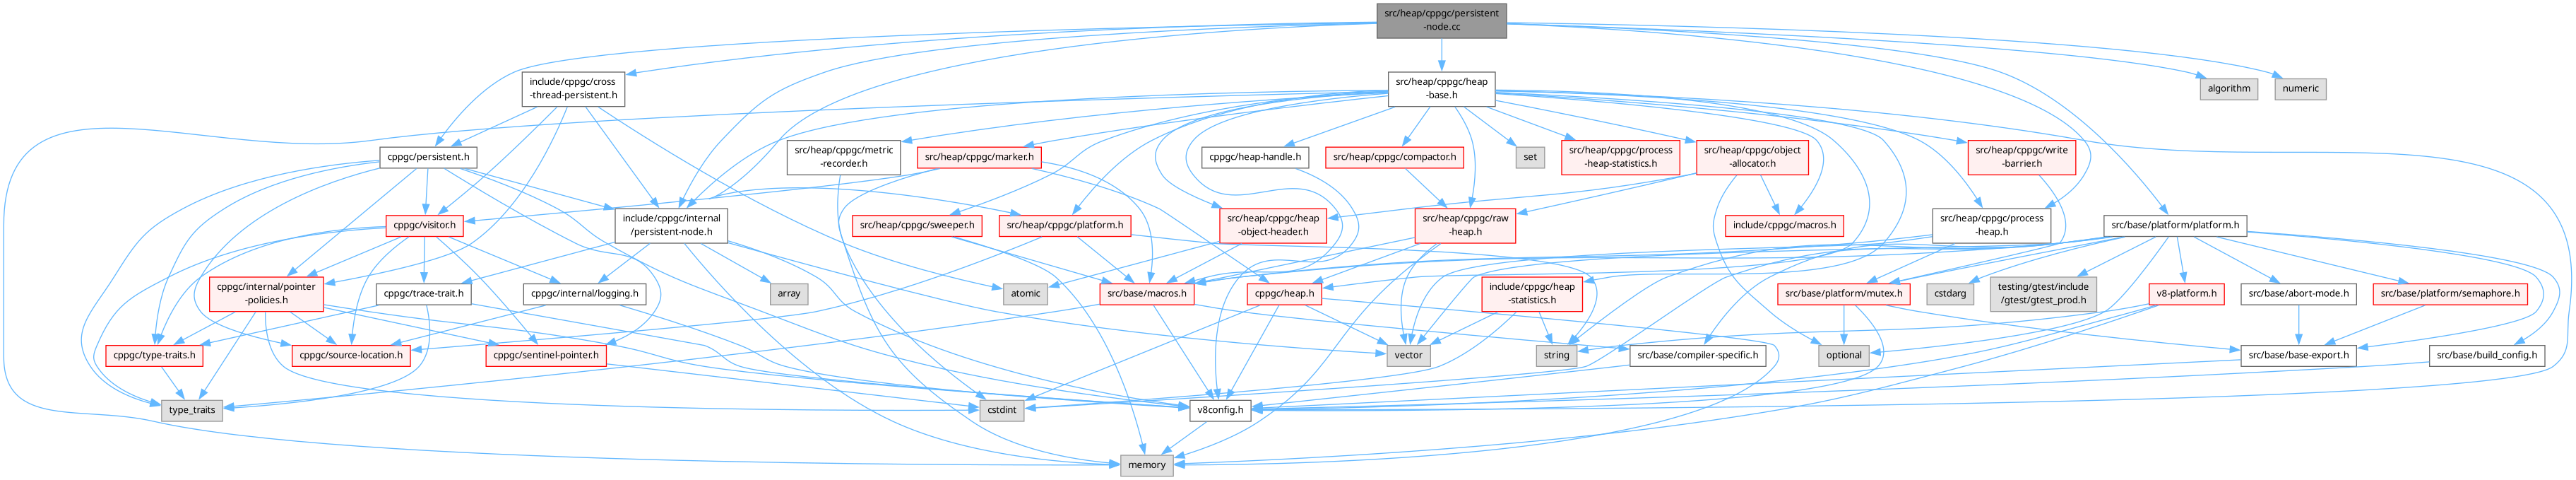 src/heap/cppgc/persistent
-node.cc
include/cppgc/cross
-thread-persistent.h
src/heap/cppgc/heap
-base.h
algorithm
numeric
cppgc/persistent.h
src/heap/cppgc/metric
-recorder.h
src/heap/cppgc/marker.h
cppgc/heap-handle.h
src/heap/cppgc/compactor.h
set
src/heap/cppgc/process
-heap-statistics.h
src/heap/cppgc/object
-allocator.h
src/heap/cppgc/write
-barrier.h
cppgc/visitor.h
include/cppgc/internal
/persistent-node.h
src/heap/cppgc/sweeper.h
src/heap/cppgc/platform.h
src/heap/cppgc/heap
-object-header.h
src/heap/cppgc/raw
-heap.h
include/cppgc/macros.h
src/heap/cppgc/process
-heap.h
src/base/platform/platform.h
cppgc/internal/pointer
-policies.h
cppgc/trace-trait.h
cppgc/internal/logging.h
array
atomic
src/base/macros.h
cppgc/heap.h
include/cppgc/heap
-statistics.h
src/base/platform/mutex.h
cstdarg
testing/gtest/include
/gtest/gtest_prod.h
v8-platform.h
src/base/abort-mode.h
src/base/platform/semaphore.h
cppgc/type-traits.h
cppgc/source-location.h
cppgc/sentinel-pointer.h
vector
string
src/base/compiler-specific.h
optional
src/base/base-export.h
src/base/build_config.h
type_traits
cstdint
v8config.h
memory